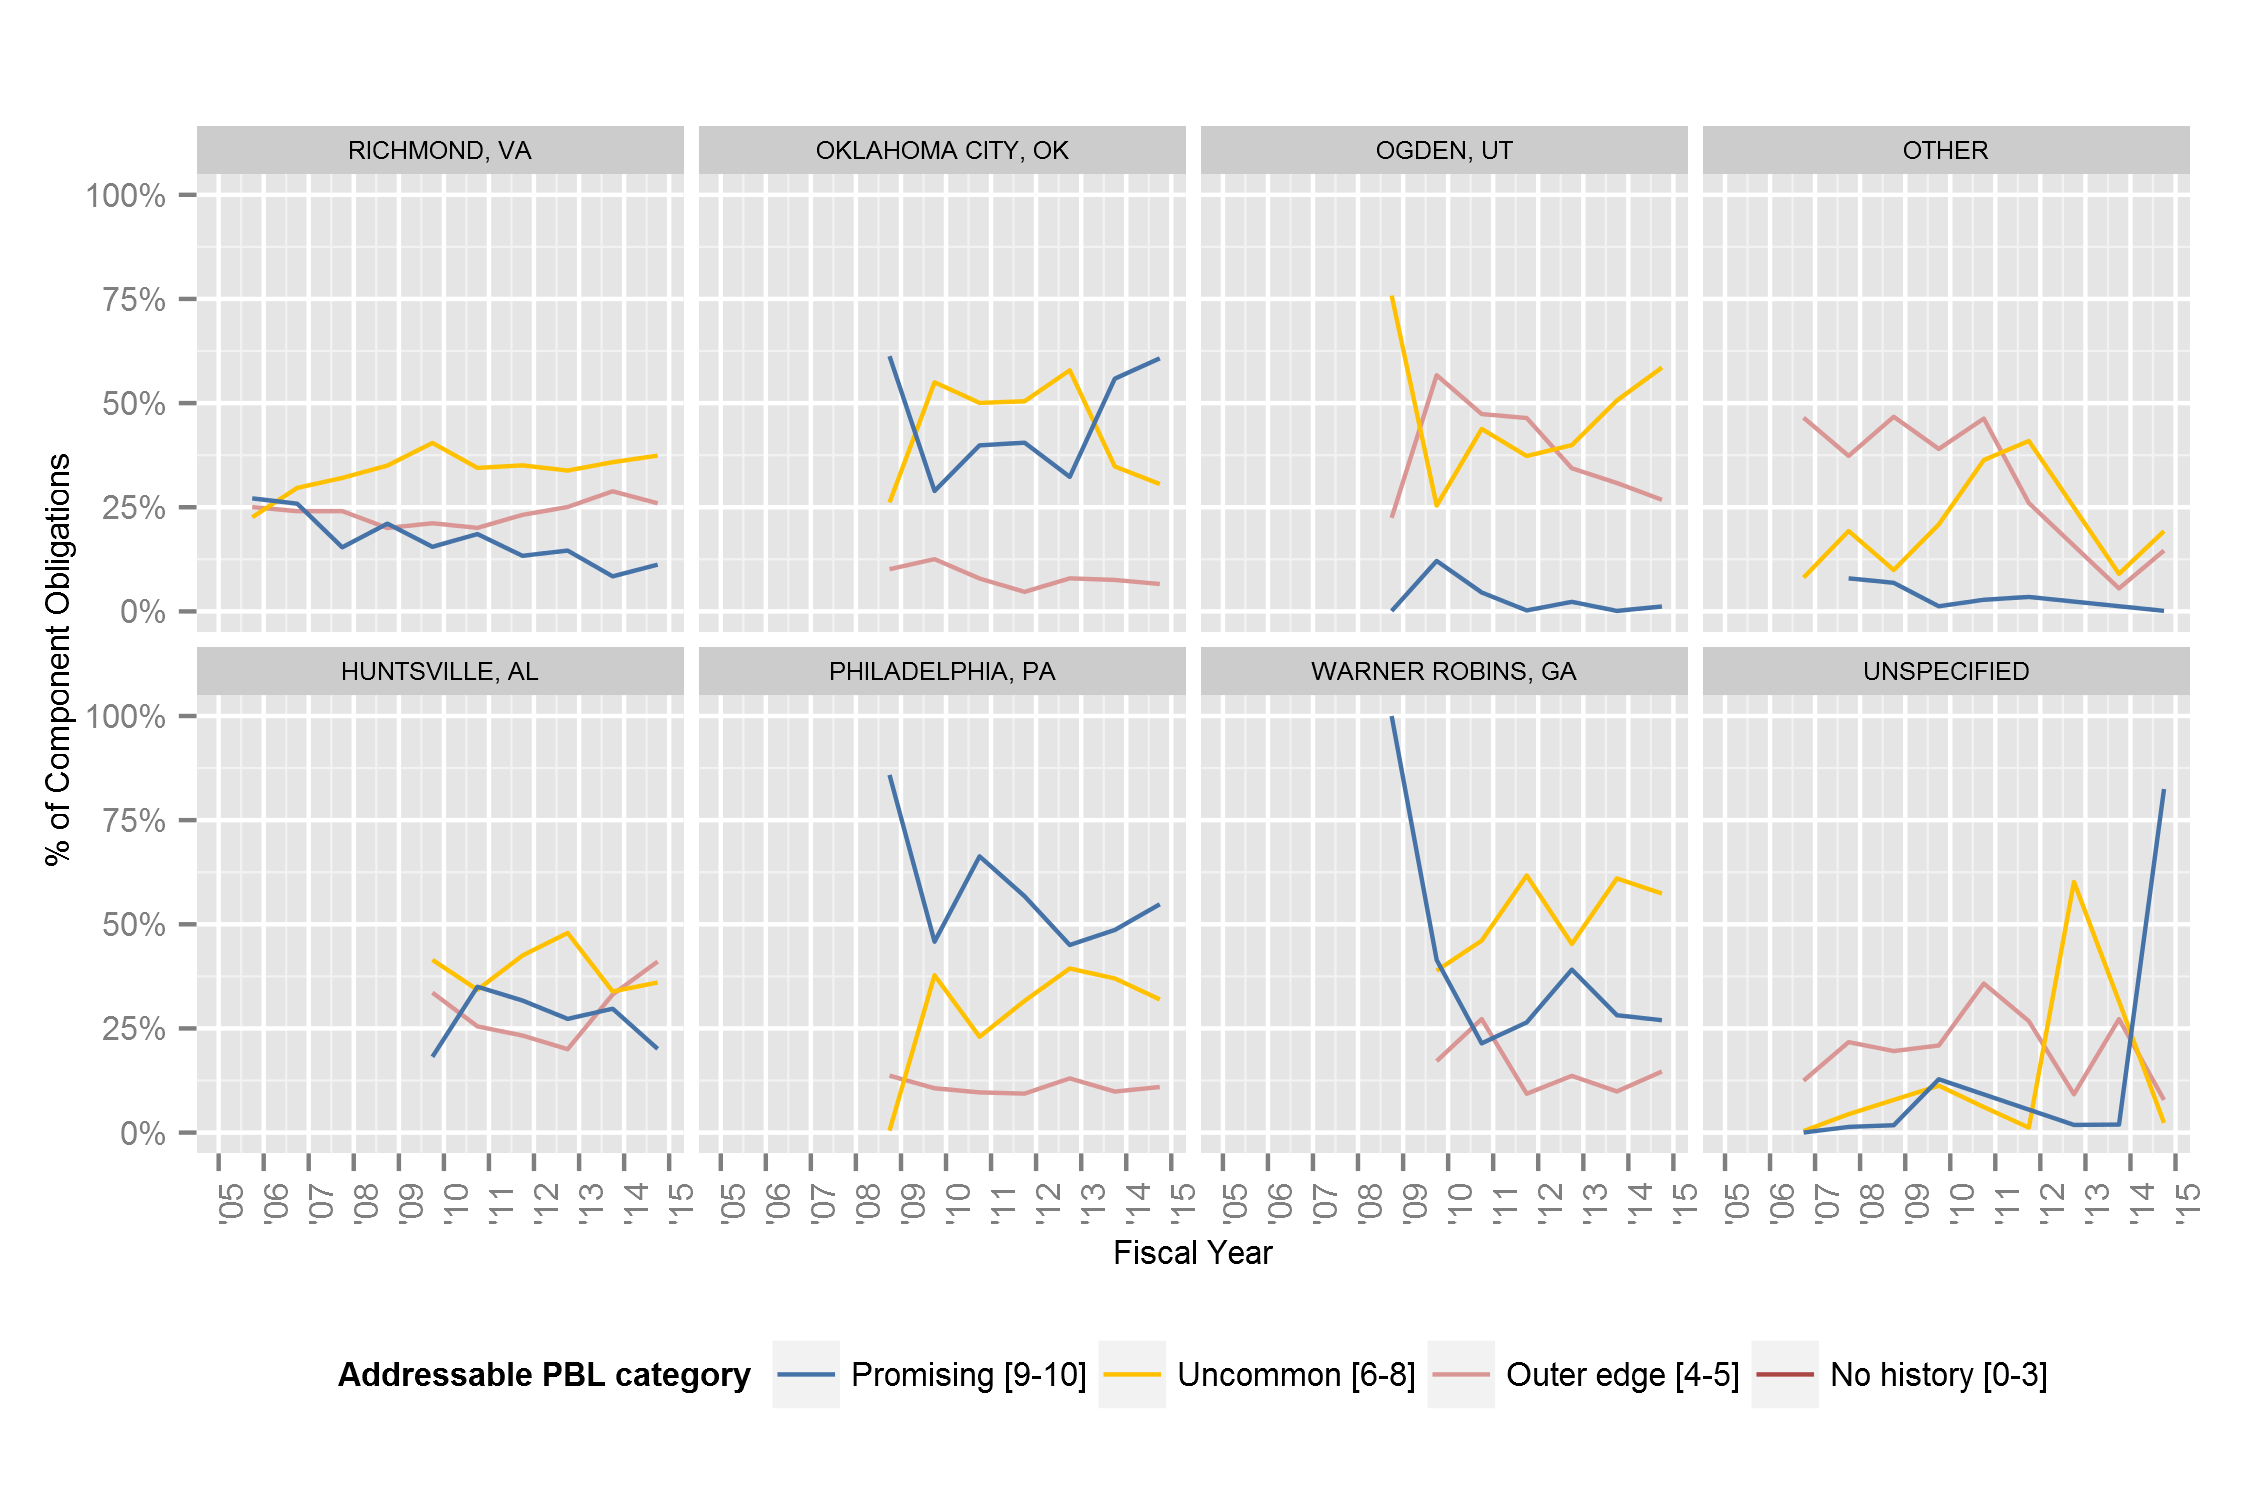 RICHMOND, VA
OKLAHOMA CITY, OK
OGDEN, UT
OTHER
100%
75%
50%
25%
0%
HUNTSVILLE, AL
PHILADELPHIA, PA
WARNER ROBINS, GA
UNSPECIFIED
100%
75%
50%
25%
0%
% of Component Obligations
'05 '06 '07 '08 '09 '10 '11 '12 '13 '14 '15
'05 '06 '07 '08 '09 '10 '11 '12 '13 '14 '15
'05 '06 '07 '08 '09 '10 '11 '12 '13 '14 '15
'05 '06 '07 '08 '09 '10 '11 '12 '13 '14 '15
Fiscal Year
Addressable PBL category Promising [9-10] Uncommon [6-8] Outer edge [4-5] No history [0-3]